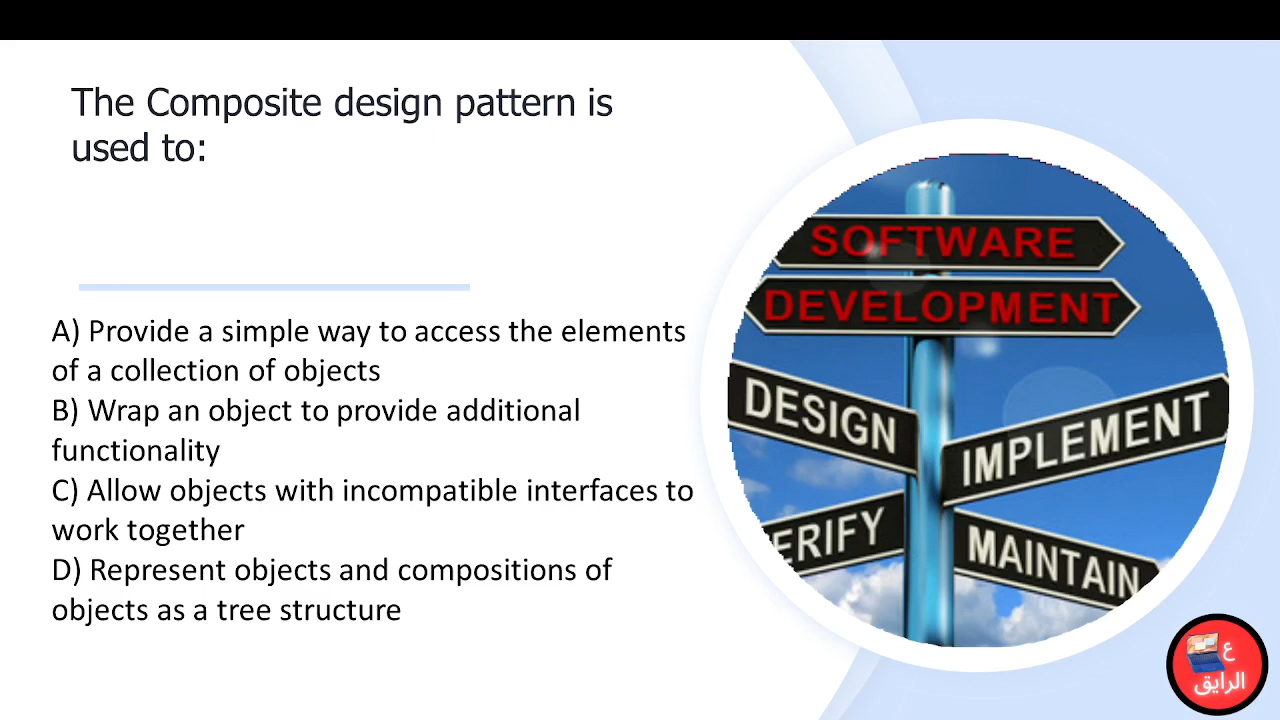 The Composite design pattern is
used to:
A) Provide a simple way to access the elements
of a collection of objects
B) Wrap an object to provide additional
functionality
C) Allow objects with incompatible interfaces to
work together
D) Represent objects and compositions of
objects as a tree structure
SOFTWARE
DEVELOPMENT
DESIGN
IMPLEMENT
ERIFY
MAINTAIN
ع
الرايق